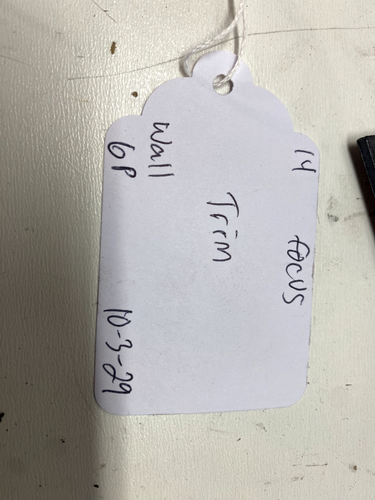 14 focus
Trim
Wall
6P 10-3-29